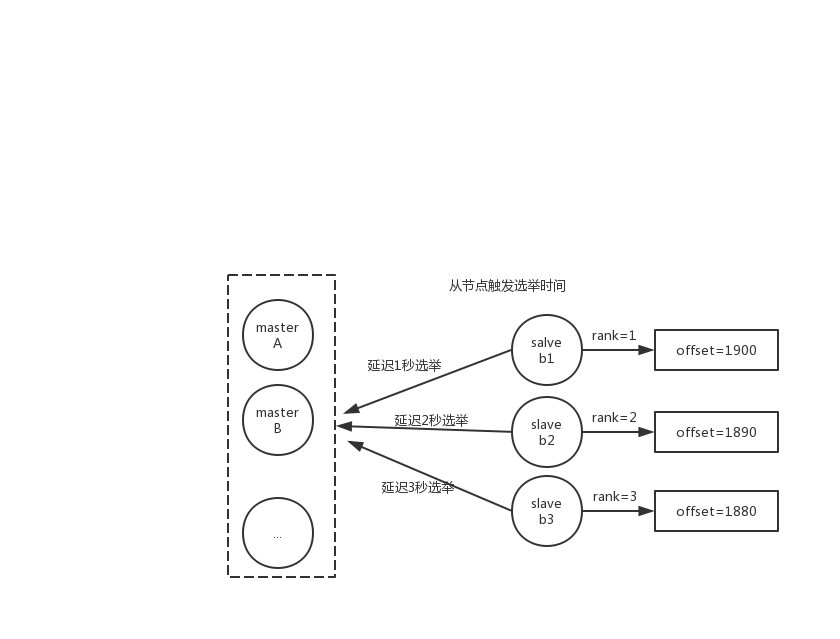 从节点触发选举时间
master
A
salve
b1
rank=1
offset=1900
延迟1秒选举
master
B
延迟2秒选举
slave
b2
rank=2
offset=1890
延迟3秒选举
slave
b3
rank=3
offset=1880
...